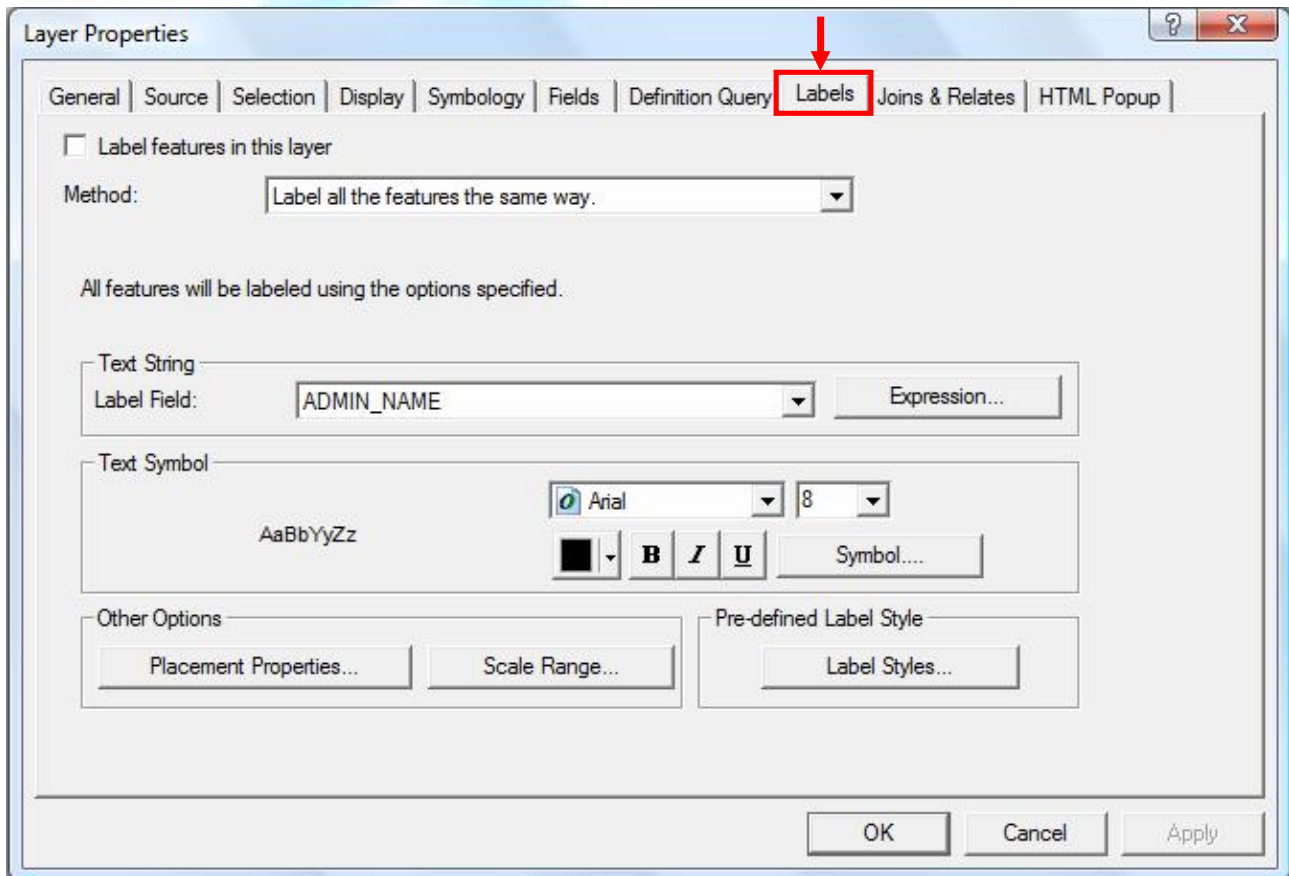 Layer Properties
General Source Selection Display Symbology Fields Definition Query Labels Joins & Relates HTML Popup
Label features in this layer
Method: Label all the features the same way.
All features will be labeled using the options specified.
Text String
Label Field: ADMIN_NAME Expression...
Text Symbol
Arial 8
AaBbYyZz
B I U Symbol....
Other Options Pre-defined Label Style
Placement Properties... Scale Range... Label Styles...
OK Cancel Apply